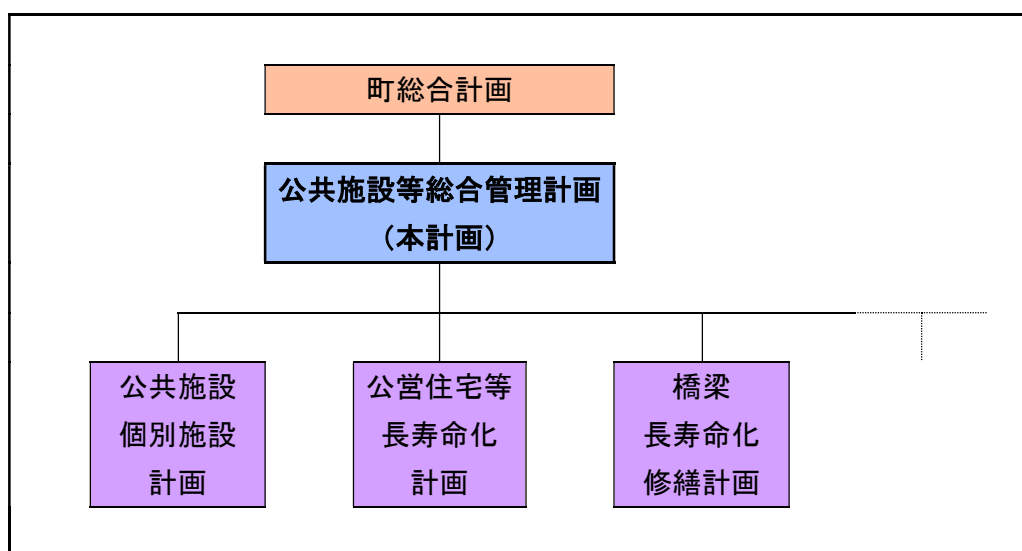 町総合計画
公共施設等総合管理計画
（本計画）
公共施設
個別施設
計画
公営住宅等
長寿命化
計画
橋梁
長寿命化
修繕計画